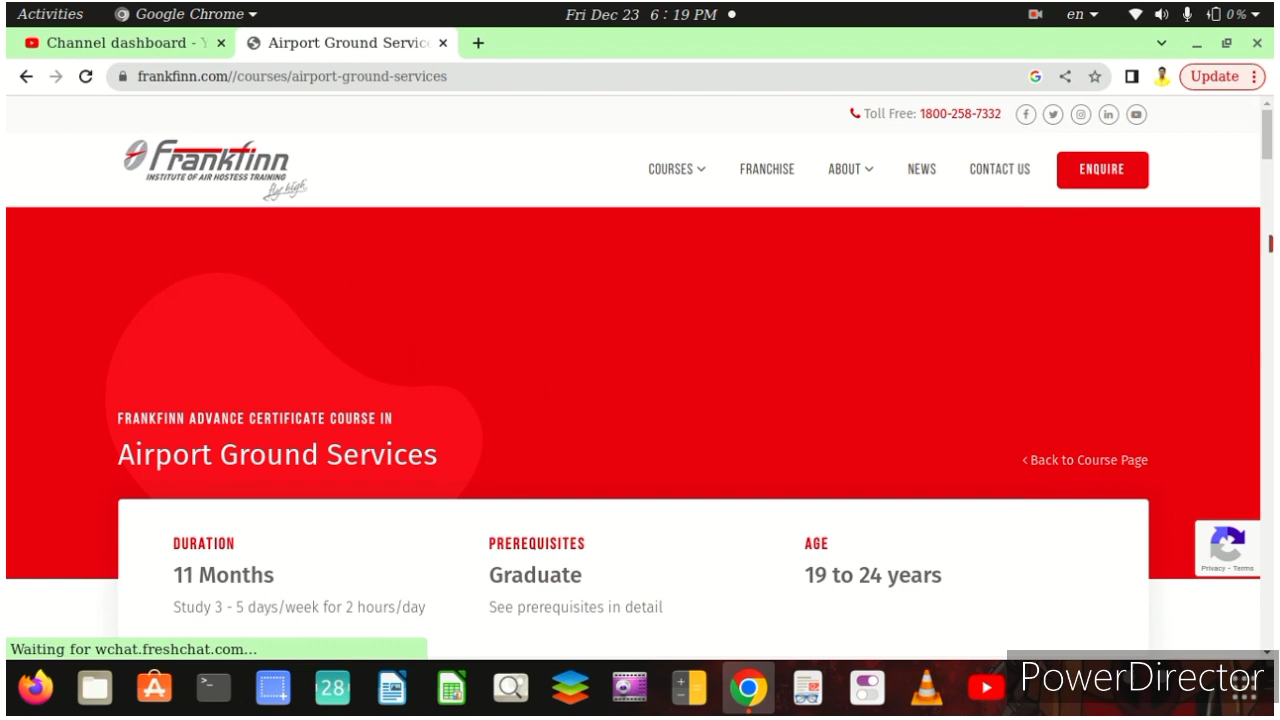 Activities Google Chrome Fri Dec 23 6:19 PM en 0%
Channel dashboard - Airport Ground Servic
frankfinn.com//courses/airport-ground-services Update
Toll Free: 1800-258-7332
Frankfinn
INSTITUTE OF AIR HOSTESS TRAINING
fly high
COURSES FRANCHISE ABOUT NEWS CONTACT US ENQUIRE
FRANKFINN ADVANCE CERTIFICATE COURSE IN
Airport Ground Services
< Back to Course Page
DURATION PREREQUISITES AGE
11 Months Graduate 19 to 24 years
Study 3 - 5 days/week for 2 hours/day See prerequisites in detail
Privacy - Terms
Waiting for wchat.freshchat.com...
28
PowerDirector